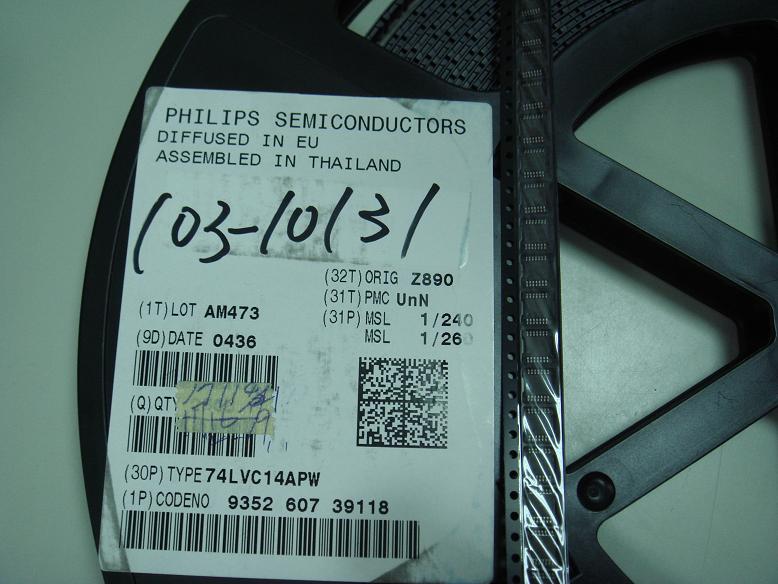 PHILIPS SEMICONDUCTORS
DIFFUSED IN EU
ASSEMBLED IN THAILAND
103-10131
(32T) ORIG Z890
(31T) PMC UnN
(1T) LOT AM473
(31P) MSL 1/240
(9D) DATE 0436
MSL 1/260
(Q) QTY
(30P) TYPE 74LVC14APW
(1P) CODENO 9352 607 39118